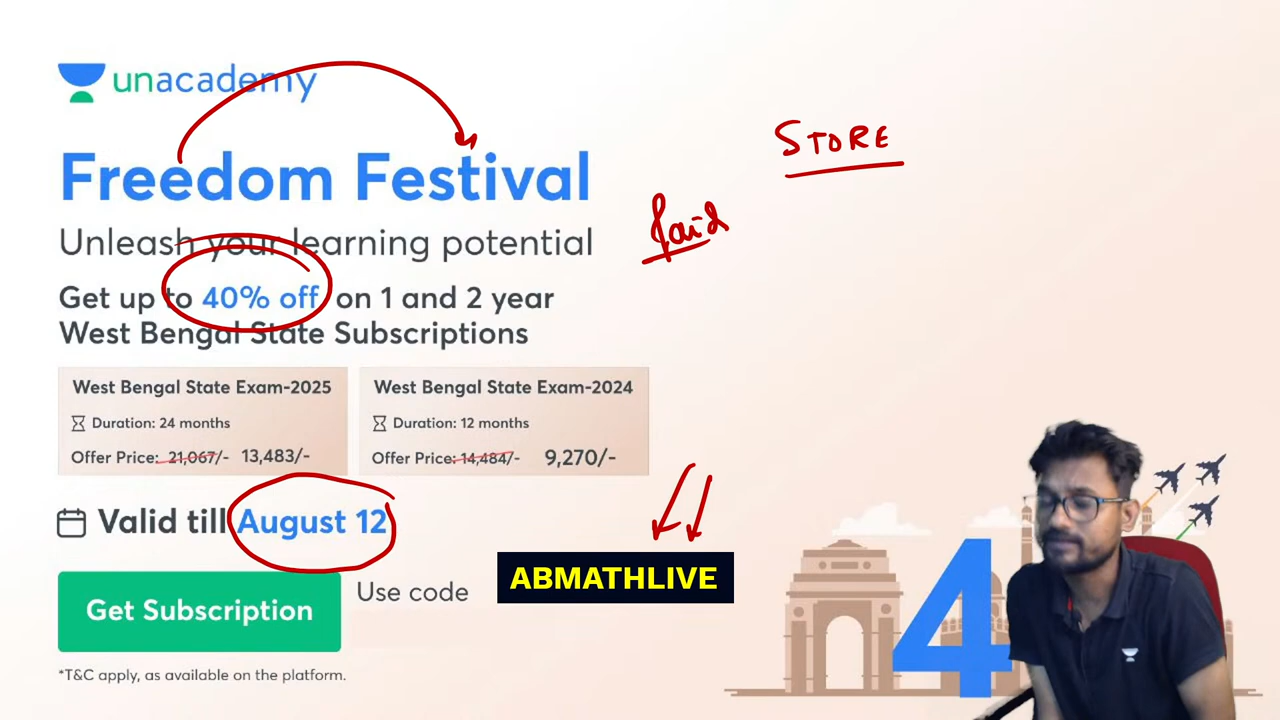 unacademy
STORE
Freedom Festival
Paid
Unleash your learning potential
Get up to 40% off on 1 and 2 year
West Bengal State Subscriptions
West Bengal State Exam-2025
Duration: 24 months
Offer Price: 21,067/- 13,483/-
West Bengal State Exam-2024
Duration: 12 months
Offer Price: 14,484/- 9,270/-
Valid till August 12
Get Subscription
Use code
ABMATHLIVE
*T&C apply, as available on the platform.
4